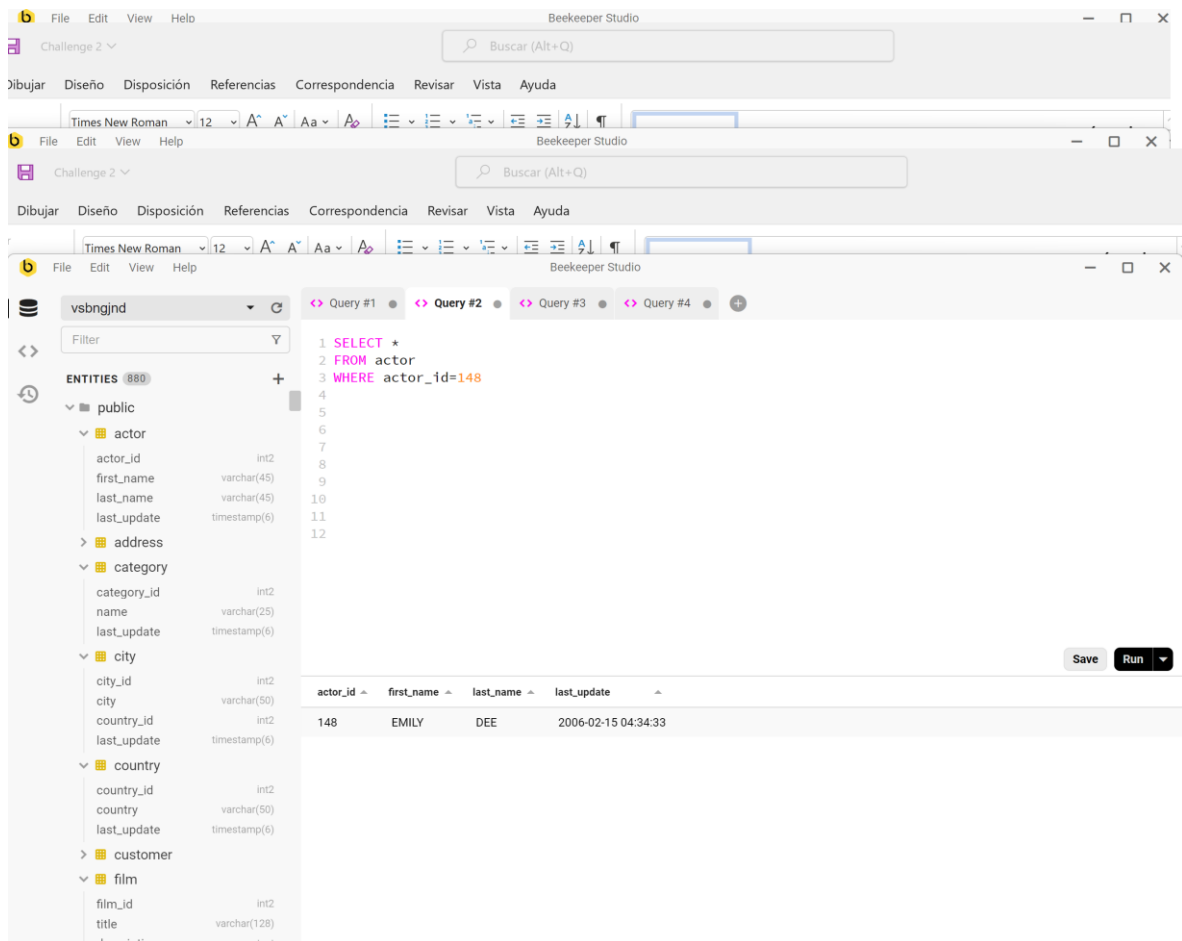 b File Edit View Help Beekeeper Studio
Challenge 2 Buscar (Alt+Q)
Dibujar Diseño Disposición Referencias Correspondencia Revisar Vista Ayuda
Times New Roman 12 A A Aa A
b File Edit View Help Beekeeper Studio
Challenge 2 Buscar (Alt+Q)
Dibujar Diseño Disposición Referencias Correspondencia Revisar Vista Ayuda
Times New Roman 12 A A Aa A
b File Edit View Help Beekeeper Studio
vsbngjnd
Filter
ENTITIES 880
public
actor
actor_id int2
first_name varchar(45)
last_name varchar(45)
last_update timestamp(6)
address
category
category_id int2
name varchar(25)
last_update timestamp(6)
city
city_id int2
city varchar(50)
country_id int2
last_update timestamp(6)
country
country_id int2
country varchar(50)
last_update timestamp(6)
customer
film
film_id int2
title varchar(128)
Query #1 Query #2 Query #3 Query #4
1 SELECT *
2 FROM actor
3 WHERE actor_id=148
4
5
6
7
8
9
10
11
12
Save Run
actor_id first_name last_name last_update
148 EMILY DEE 2006-02-15 04:34:33